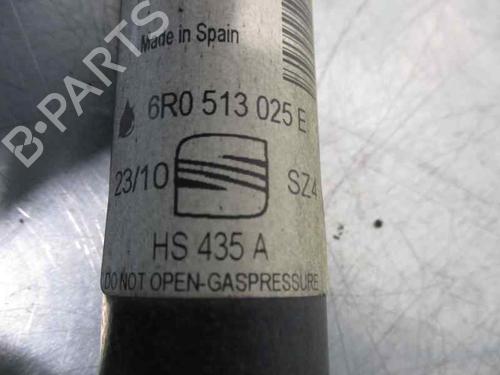 Made in Spain
6R0 513 025 E
23/10 SZ4
HS 435 A
DO NOT OPEN-GASPRESSURE
B-PARTS